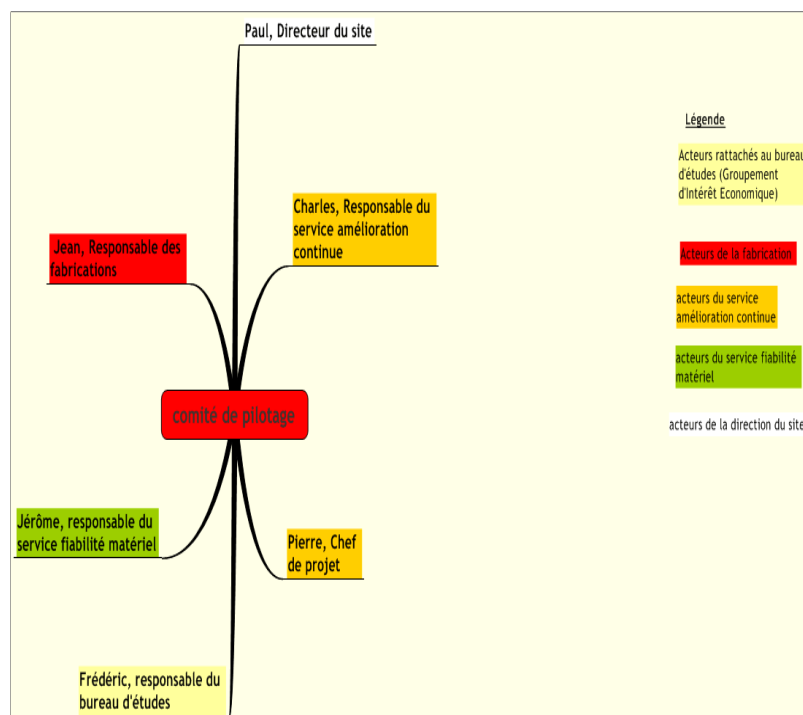 Paul, Directeur du site
Charles, Responsable du
service amélioration
continue
Jean, Responsable des
fabrications
comité de pilotage
Jérôme, responsable du
service fiabilité matériel
Pierre, Chef
de projet
Frédéric, responsable du
bureau d'études
Légende
Acteurs rattachés au bureau
d'études (Groupement
d'Intérêt Economique)
Acteurs de la fabrication
acteurs du service
amélioration continue
acteurs du service fiabilité
matériel
acteurs de la direction du site